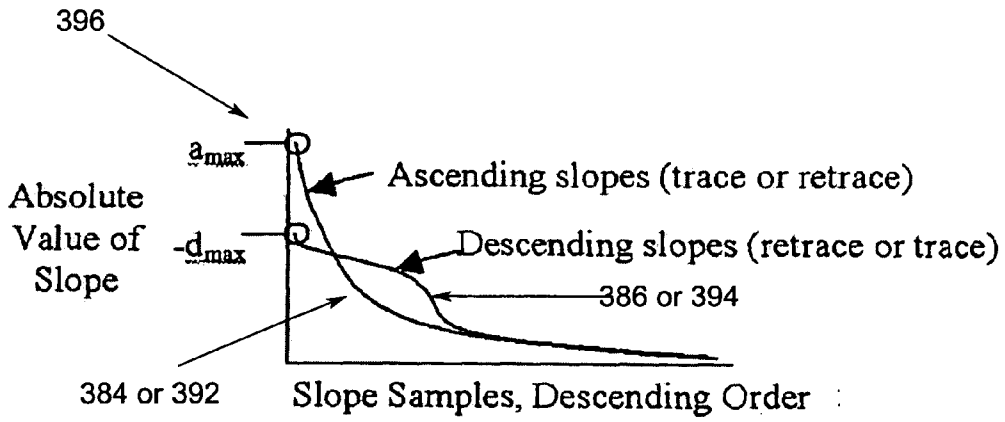 396
a_max
Ascending slopes (trace or retrace)
Absolute
Value of
Slope
-d_max
Descending slopes (retrace or trace)
386 or 394
384 or 392
Slope Samples, Descending Order